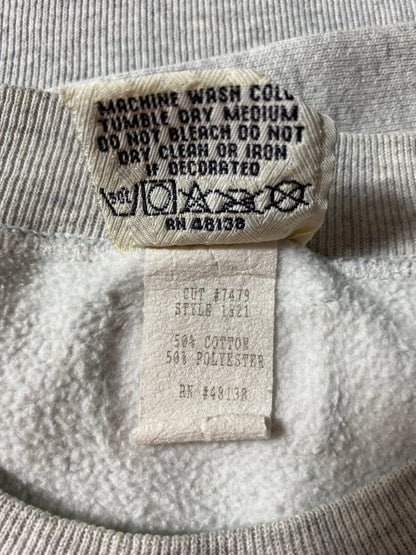 MACHINE WASH COLD
TUMBLE DRY MEDIUM
DO NOT BLEACH DO NOT
DRY CLEAN OR IRON
IF DECORATED
RN 48138
CUT #7479
STYLE 1921
50% COTTON
50% POLYESTER
RN #48138